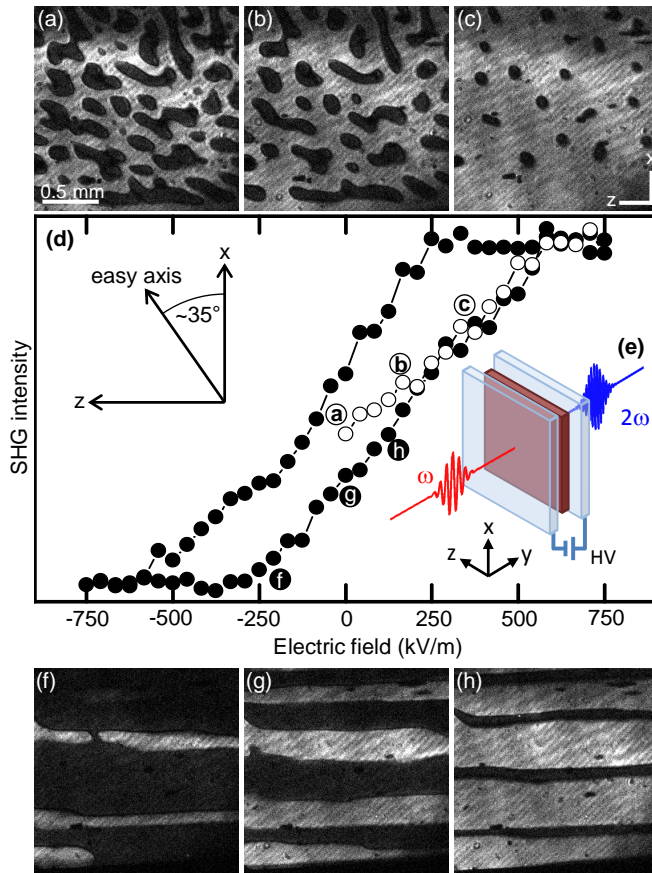 (a)
(b)
(c)
0.5 mm
x
z
(d)
x
easy axis
~35°
z
a
b
c
(e)
2ω
ω
h
g
f
x
z
y
HV
SHG intensity
-750 -500 -250 0 250 500 750
Electric field (kV/m)
(f)
(g)
(h)